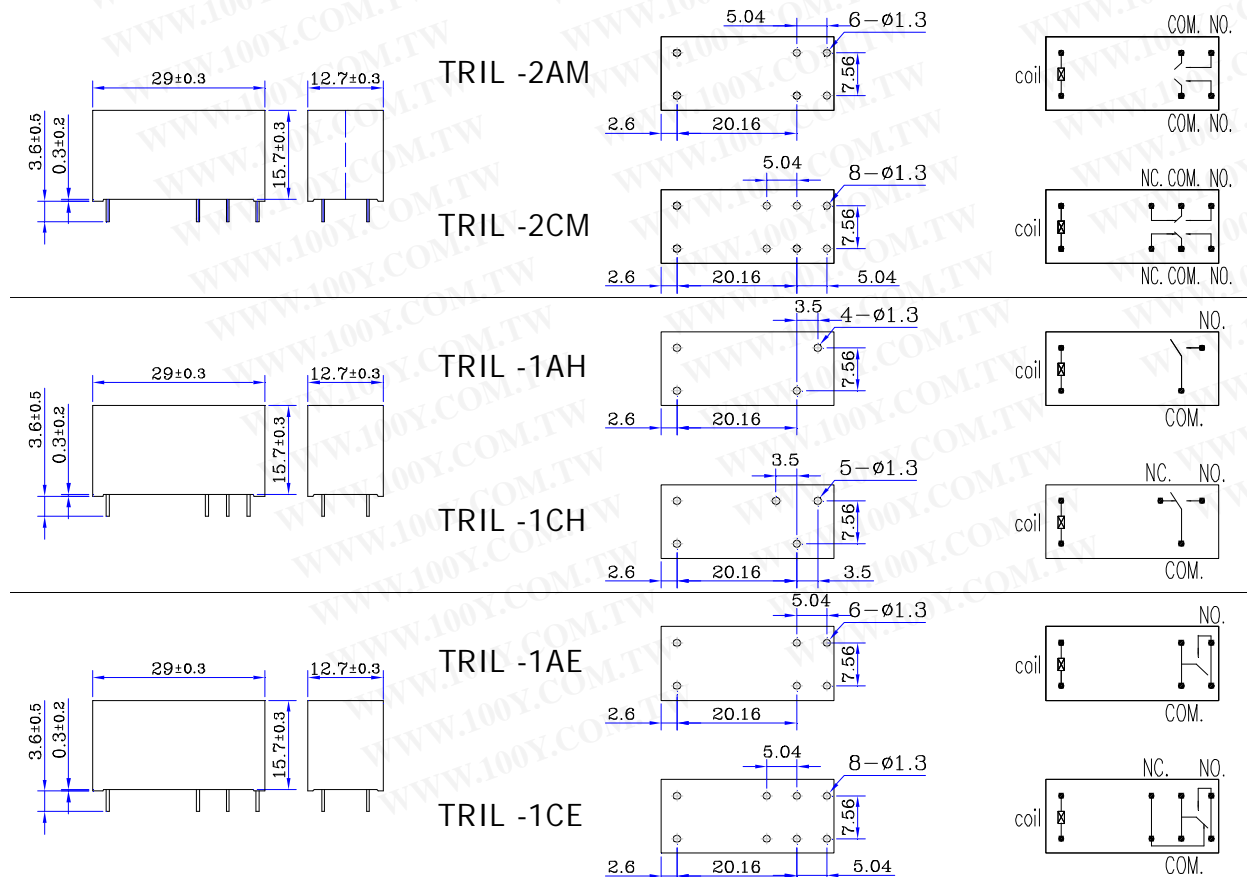 5.04
6-ø1.3
COM. NO.
29±0.3
12.7±0.3
TRIL -2AM
7.56
coil
3.6±0.5
0.3±0.2
15.7±0.3
2.6
20.16
COM. NO.
5.04
8-ø1.3
NC. COM. NO.
TRIL -2CM
7.56
coil
2.6
20.16
5.04
NC. COM. NO.
3.5
4-ø1.3
NO.
29±0.3
12.7±0.3
TRIL -1AH
7.56
coil
3.6±0.5
0.3±0.2
15.7±0.3
2.6
20.16
COM.
3.5
5-ø1.3
NC. NO.
TRIL -1CH
7.56
coil
2.6
20.16
3.5
COM.
5.04
6-ø1.3
NO.
29±0.3
12.7±0.3
TRIL -1AE
7.56
coil
3.6±0.5
0.3±0.2
15.7±0.3
2.6
20.16
COM.
5.04
8-ø1.3
NC. NO.
TRIL -1CE
7.56
coil
2.6
20.16
5.04
COM.
WWW.100Y.COM.TW